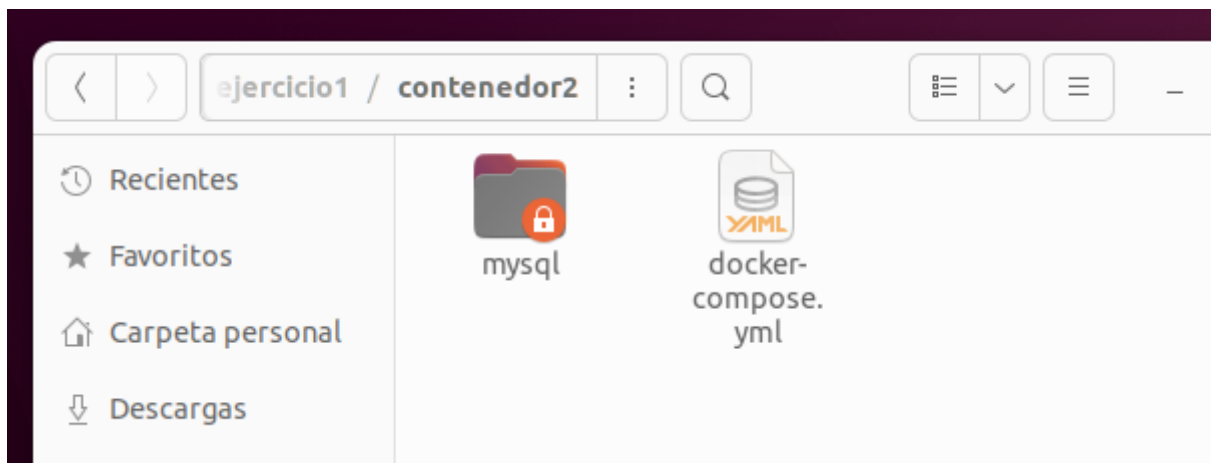 ejercicio1 / contenedor2
Recientes
Favoritos
Carpeta personal
Descargas
mysql
YAML
docker-
compose.
yml